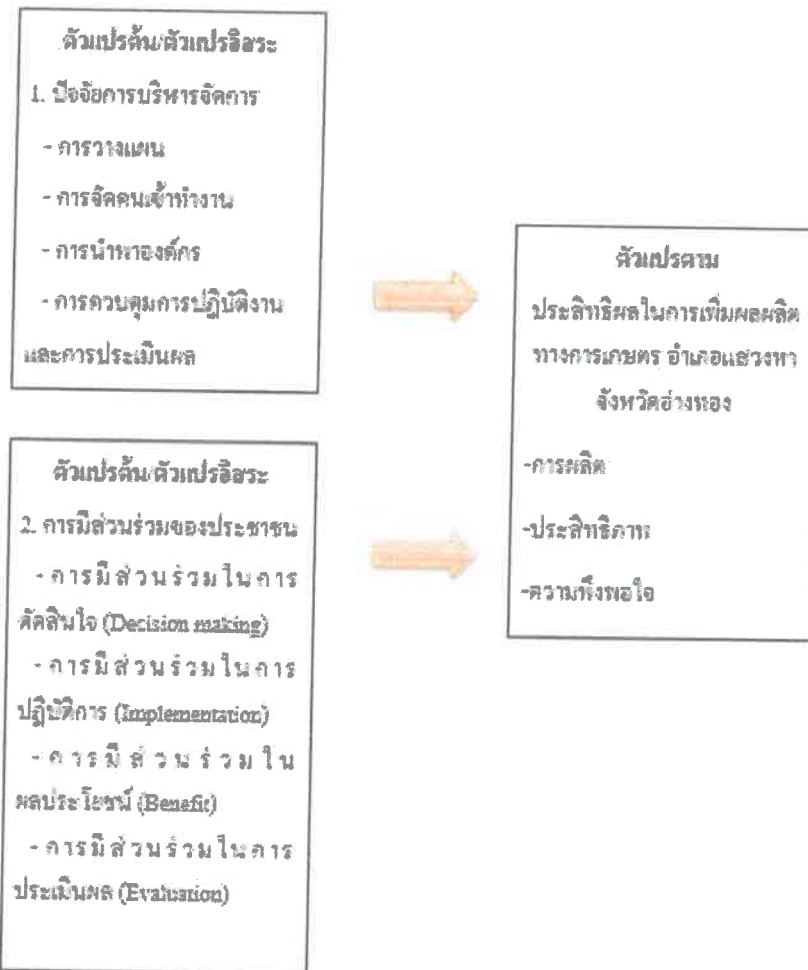 ตัวแปรต้น/ตัวแปรอิสระ
1. ปัจจัยการบริหารจัดการ
- การวางแผน
- การจัดคนเข้าทำงาน
- การนำพาองค์กร
- การควบคุมการปฏิบัติงาน
และการประเมินผล
ตัวแปรต้น/ตัวแปรอิสระ
2. การมีส่วนร่วมของประชาชน
- การมีส่วนร่วมในการ
ตัดสินใจ (Decision making)
- การมีส่วนร่วมในการ
ปฏิบัติการ (Implementation)
- การมีส่วนร่วมใน
ผลประโยชน์ (Benefit)
- การมีส่วนร่วมในการ
ประเมินผล (Evaluation)
ตัวแปรตาม
ประสิทธิผลในการเพิ่มผลผลิต
ทางการเกษตร อำเภอแสวงหา
จังหวัดอ่างทอง
-การผลิต
-ประสิทธิภาพ
-ความพึงพอใจ